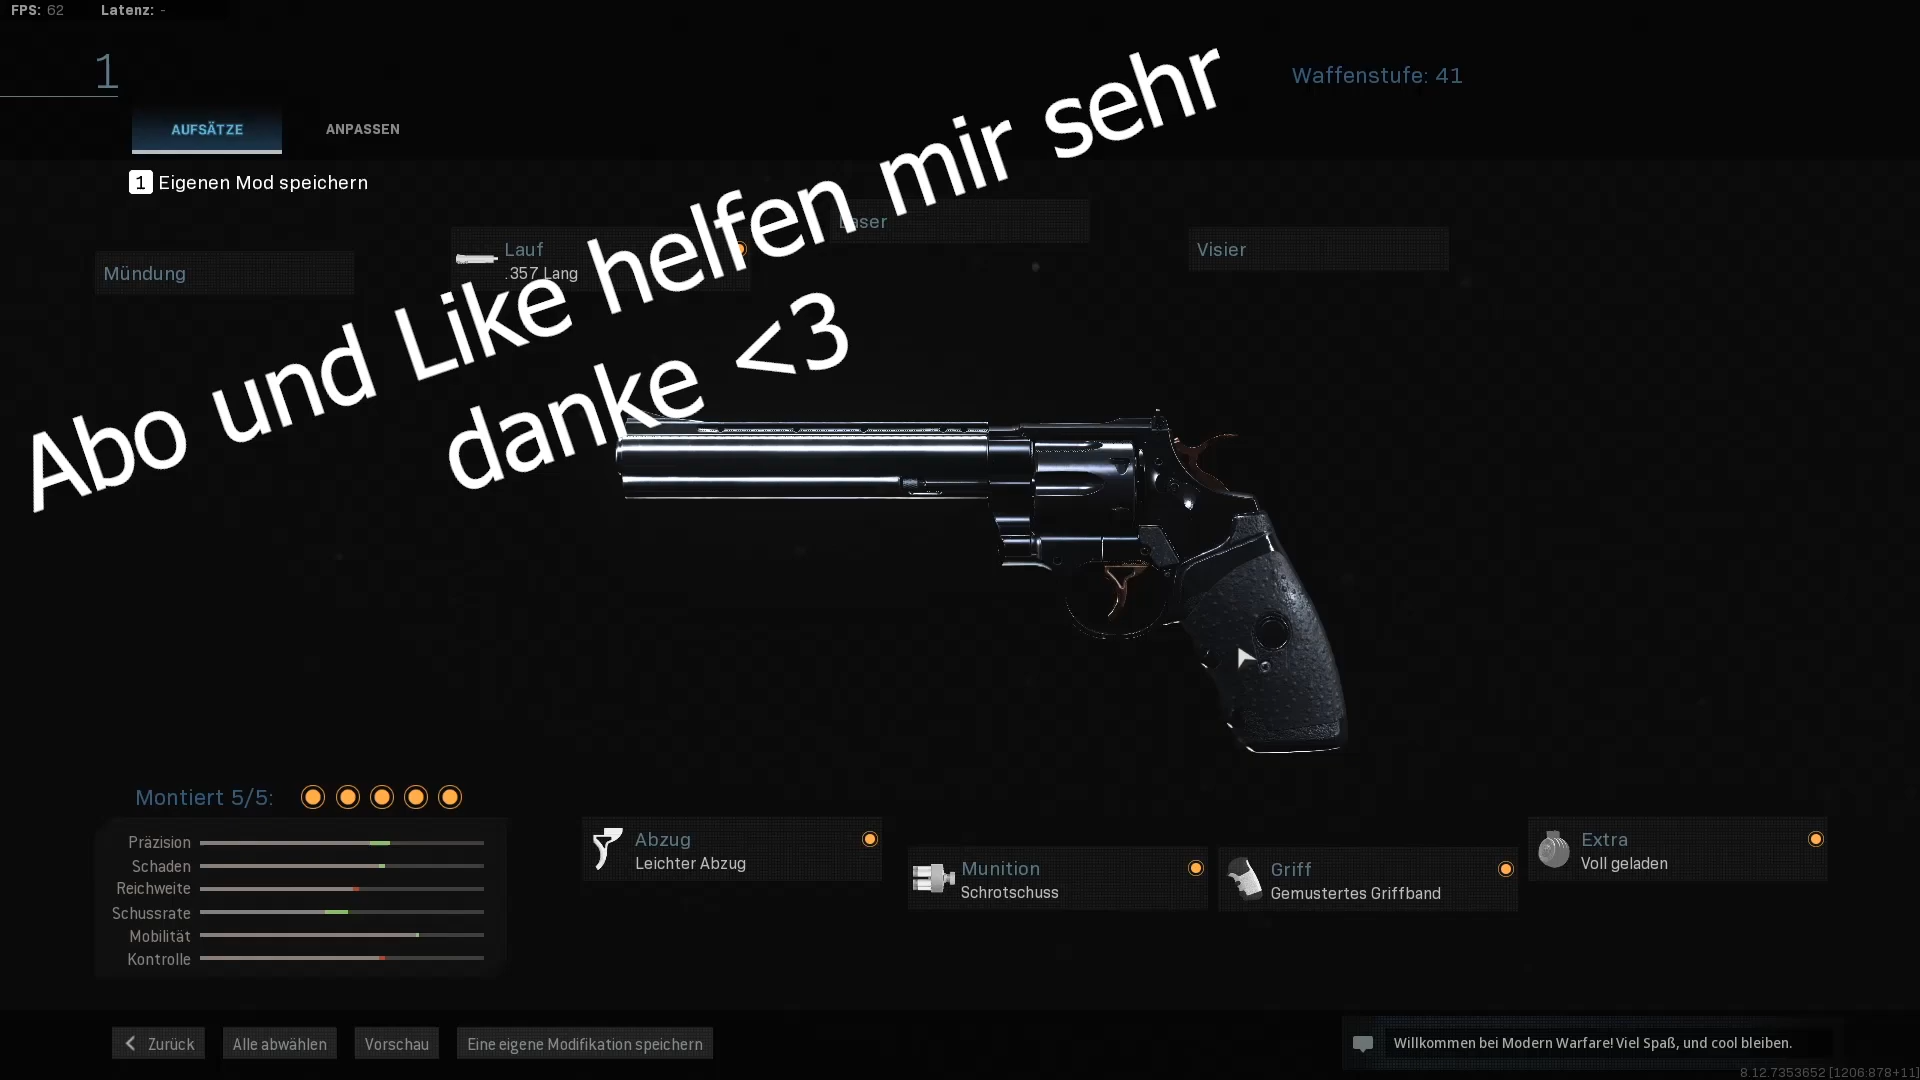 FPS: 62 Latenz: -
1
Waffenstufe: 41
AUFSÄTZE ANPASSEN
1 Eigenen Mod speichern
Abo und Like helfen mir sehr
danke <3
Laser
Lauf
.357 Lang
Visier
Mündung
Montiert 5/5:
Präzision
Schaden
Reichweite
Schussrate
Mobilität
Kontrolle
Abzug
Leichter Abzug
Munition
Schrotschuss
Griff
Gemustertes Griffband
Extra
Voll geladen
Zurück
Alle abwählen
Vorschau
Eine eigene Modifikation speichern
Willkommen bei Modern Warfare! Viel Spaß, und cool bleiben.
8.12.7353652 [1206:878+11]